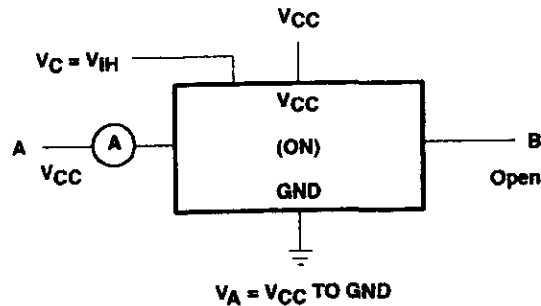 VCC
VC = VIH
VCC
A
A
(ON)
B
VCC
GND
Open
VA = VCC TO GND